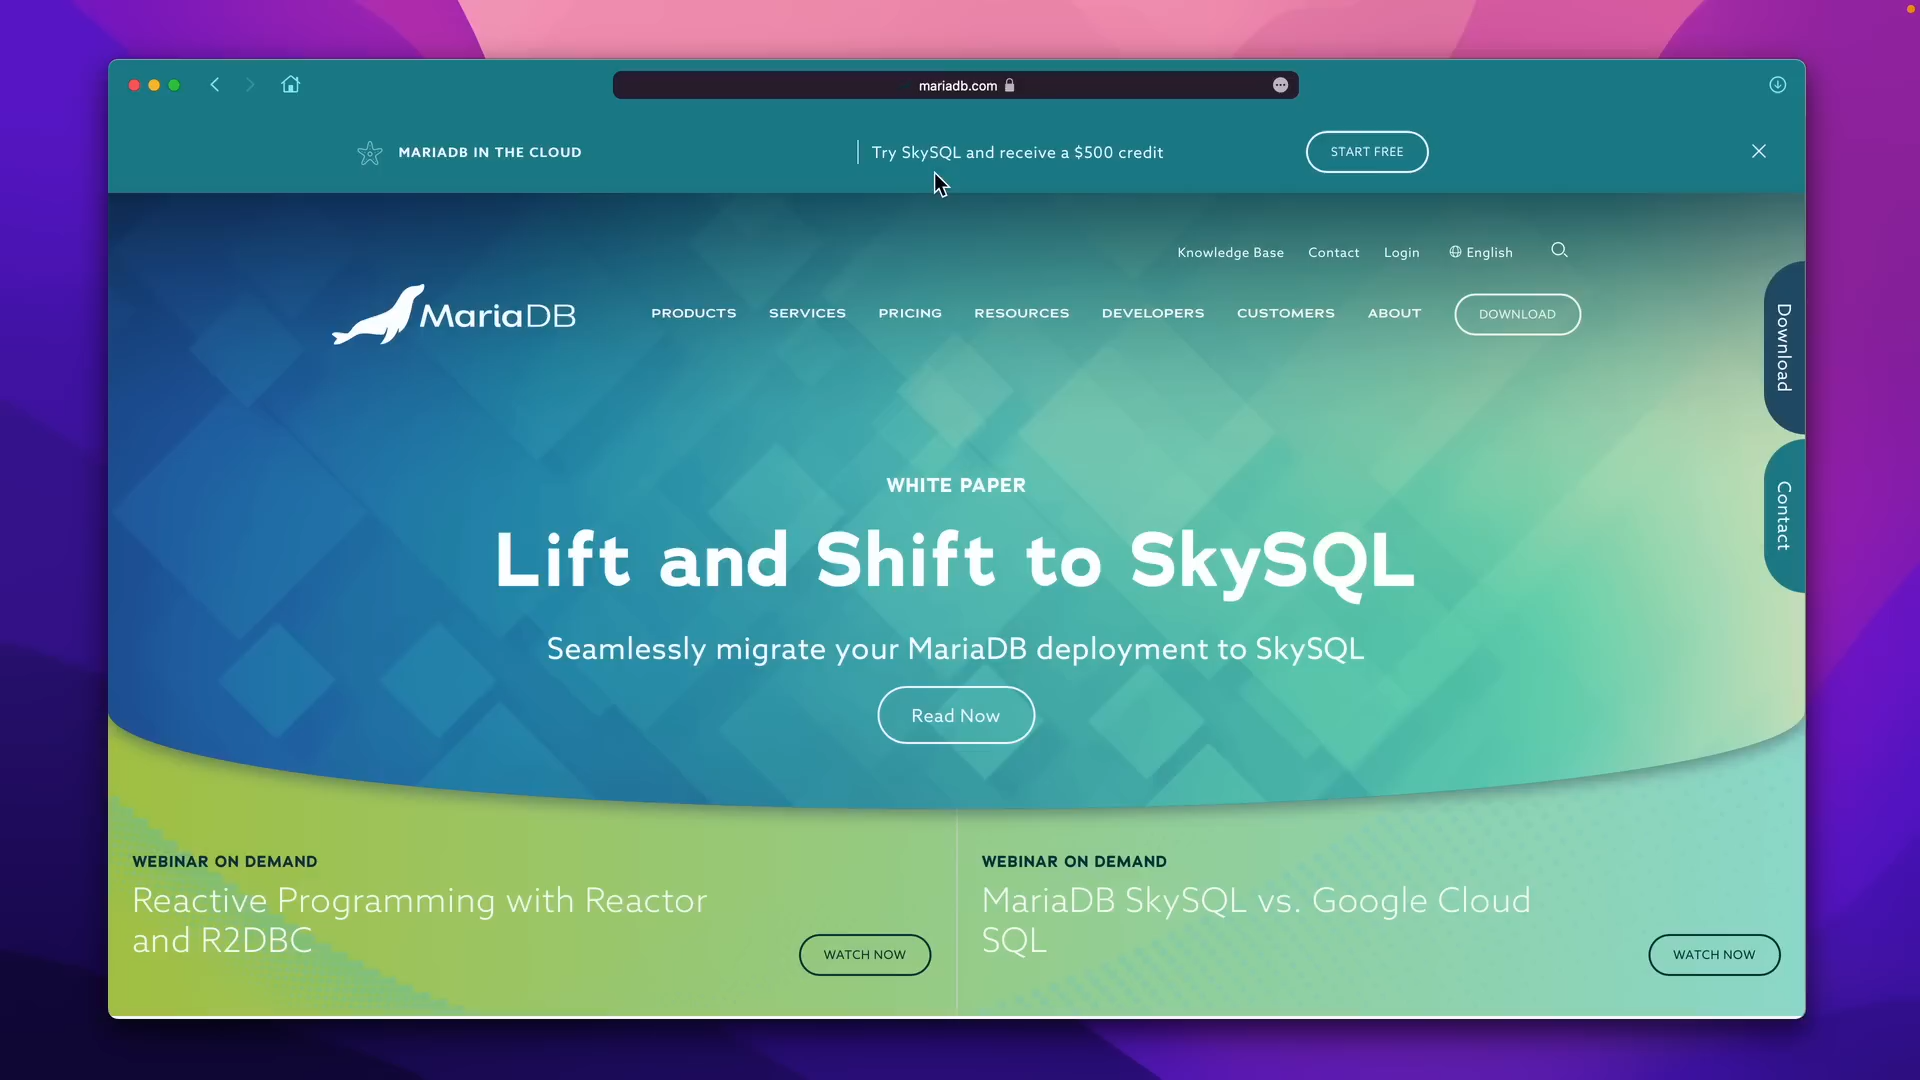 mariadb.com
MARIADB IN THE CLOUD
Try SkySQL and receive a $500 credit
START FREE
Knowledge Base
Contact
Login
English
MariaDB
PRODUCTS
SERVICES
PRICING
RESOURCES
DEVELOPERS
CUSTOMERS
ABOUT
DOWNLOAD
Download
Contact
WHITE PAPER
Lift and Shift to SkySQL
Seamlessly migrate your MariaDB deployment to SkySQL
Read Now
WEBINAR ON DEMAND
Reactive Programming with Reactor
and R2DBC
WATCH NOW
WEBINAR ON DEMAND
MariaDB SkySQL vs. Google Cloud
SQL
WATCH NOW